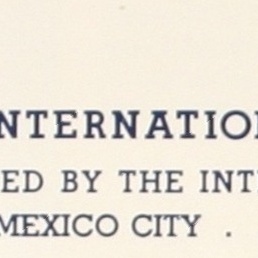 INTERNATIO
ED BY THE INT
MEXICO CITY .